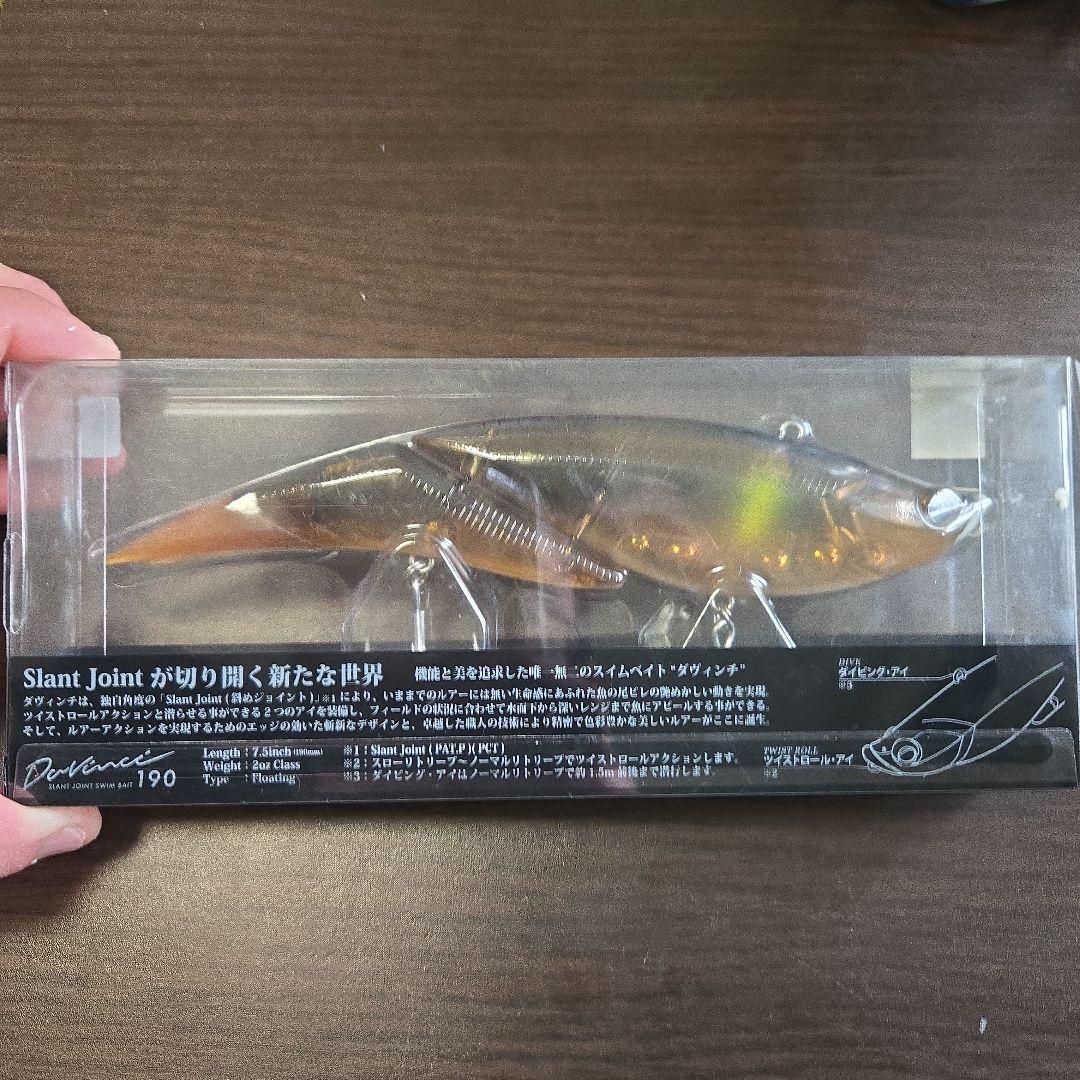 Slant Joint が切り開く新たな世界
機能と美を追求した唯一無二のスイムベイト "ダヴィンチ"
ダヴィンチは、独自角度の「Slant Joint (斜めジョイント)」※1 により、いままでのルアーには無い生命感にあふれた魚の尾ビレの艶めかしい動きを実現。
ツイストロールアクションと潜らせる事ができる2つのアイを装備し、フィールドの状況に合わせて水面下から深いレンジまで魚にアピールする事ができる。
そして、ルアーアクションを実現するためのエッジの効いた斬新なデザインと、卓越した職人の技術により精密で色彩豊かな美しいルアーがここに誕生。
DaVinci 190
SLANT JOINT SWIM BAIT
Length : 7.5inch (190mm)
Weight : 2oz Class
Type : Floating
※1 : Slant Joint ( PAT.P )( PCT )
※2 : スローリトリーブ～ノーマルリトリーブでツイストロールアクションします。
※3 : ダイビング・アイはノーマルリトリーブで約 1.5m 前後まで潜行します。
DIVE
ダイビング・アイ
※3
TWIST ROLL
ツイストロール・アイ
※2